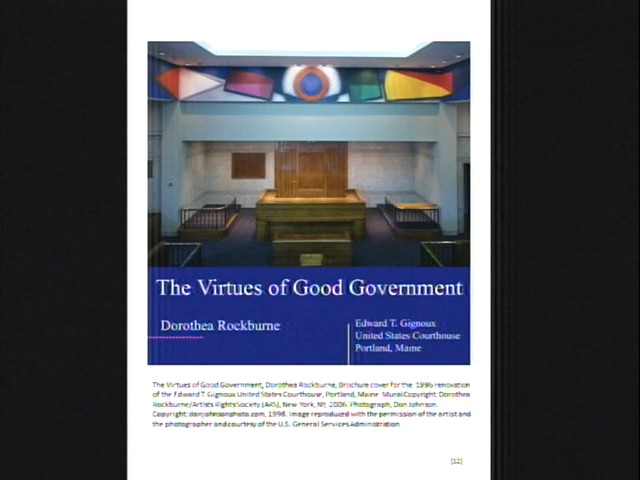 The Virtues of Good Government
Dorothea Rockburne
Edward T. Gignoux
United States Courthouse
Portland, Maine
The Virtues of Good Government, Dorothea Rockburne, Brochure cover for the 1996 renovation
of the Edward T. Gignoux United States Courthouse, Portland, Maine. Mural Copyright: Dorothea
Rockburne/Artists Rights Society (ARS), New York, NY, 2006. Photograph, Don Johnson.
Copyright: donjohnsonphoto.com, 1998. Image reproduced with the permission of the artist and
the photographer and courtesy of the U.S. General Services Administration.
[12]